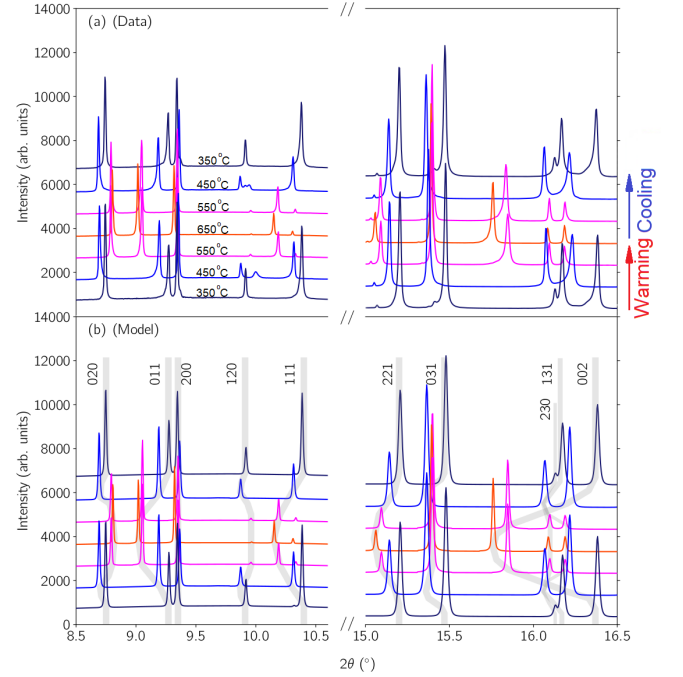 14000
(a) (Data)
12000
10000
8000
6000
4000
2000
Intensity (arb. units)
350°C
450°C
550°C
650°C
550°C
450°C
350°C
Cooling
Warming
14000
(b) (Model)
12000
10000
8000
6000
4000
2000
0
Intensity (arb. units)
020
011
200
120
111
221
031
230
131
002
8.5 9.0 9.5 10.0 10.5 15.0 15.5 16.0 16.5
2θ (°)